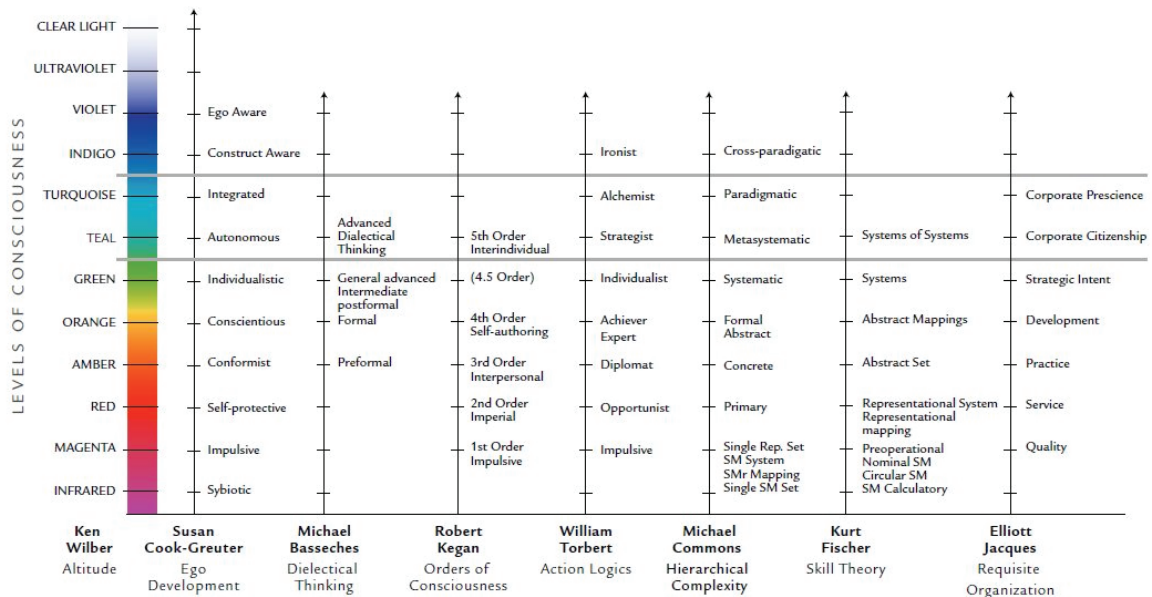 LEVELS OF CONSCIOUSNESS
CLEAR LIGHT
ULTRAVIOLET
VIOLET
INDIGO
TURQUOISE
TEAL
GREEN
ORANGE
AMBER
RED
MAGENTA
INFRARED
Ken
Wilber
Altitude
Ego Aware
Construct Aware
Integrated
Autonomous
Individualistic
Conscientious
Conformist
Self-protective
Impulsive
Sybiotic
Susan
Cook-Greuter
Ego
Development
Advanced
Dialectical
Thinking
General advanced
Intermediate
postformal
Formal
Preformal
Michael
Basseches
Dielectical
Thinking
5th Order
Interindividual
(4.5 Order)
4th Order
Self-authoring
3rd Order
Interpersonal
2nd Order
Imperial
1st Order
Impulsive
Robert
Kegan
Orders of
Consciousness
Ironist
Alchemist
Strategist
Individualist
Achiever
Expert
Diplomat
Opportunist
Impulsive
William
Torbert
Action Logics
Cross-paradigatic
Paradigmatic
Metasystematic
Systematic
Formal
Abstract
Concrete
Primary
Single Rep. Set
SM System
SMr Mapping
Single SM Set
Michael
Commons
Hierarchical
Complexity
Systems of Systems
Systems
Abstract Mappings
Abstract Set
Representational System
Representational
mapping
Preoperational
Nominal SM
Circular SM
SM Calculatory
Kurt
Fischer
Skill Theory
Corporate Prescience
Corporate Citizenship
Strategic Intent
Development
Practice
Service
Quality
Elliott
Jacques
Requisite
Organization